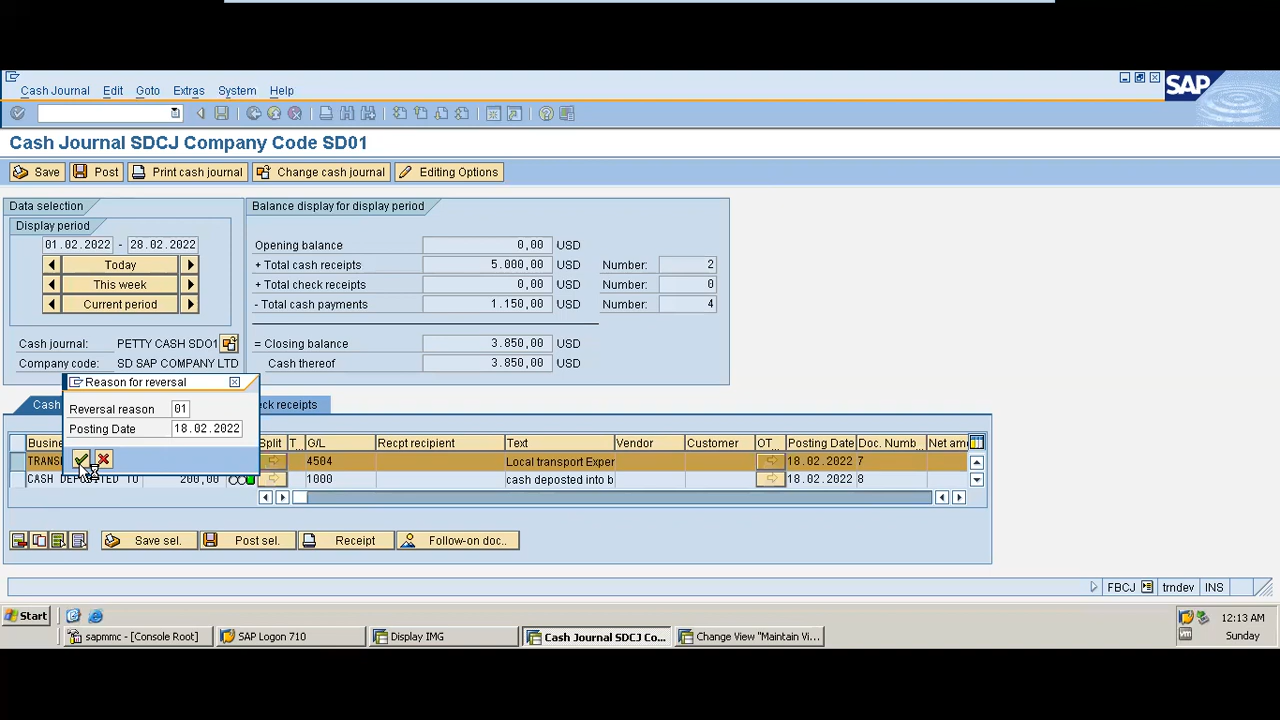 Cash Journal Edit Goto Extras System Help
SAP
Cash Journal SDCJ Company Code SD01
Save Post Print cash journal Change cash journal Editing Options
Data selection
Balance display for display period
Display period
01.02.2022 - 28.02.2022
Opening balance 0,00 USD
Today
+ Total cash receipts 5.000,00 USD Number: 2
This week
+ Total check receipts 0,00 USD Number: 0
Current period
- Total cash payments 1.150,00 USD Number: 4
Cash journal: PETTY CASH SD01
= Closing balance 3.850,00 USD
Company code: SD SAP COMPANY LTD
Cash thereof 3.850,00 USD
Reason for reversal
Cash
ck receipts
Reversal reason 01
Posting Date 18.02.2022
Busine Split T.. G/L Recpt recipient Text Vendor Customer OT.. Posting Date Doc. Numb.. Net am
TRANS 4504 Local transport Exper 18.02.2022 7
CASH DEPOSITED TO 200,00 1000 cash deposited into b 18.02.2022 8
Save sel. Post sel. Receipt Follow-on doc..
FBCJ trndev INS
Start
12:13 AM
sapmmc - [Console Root] SAP Logon 710 Display IMG Cash Journal SDCJ Co... Change View "Maintain Vi...
Sunday